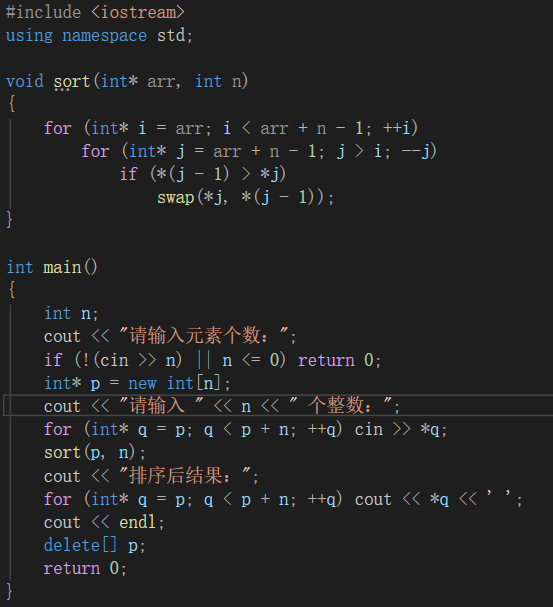 #include <iostream>
using namespace std;

void sort(int* arr, int n)
{
    for (int* i = arr; i < arr + n - 1; ++i)
        for (int* j = arr + n - 1; j > i; --j)
            if (*(j - 1) > *j)
                swap(*j, *(j - 1));
}

int main()
{
    int n;
    cout << "请输入元素个数：";
    if (!(cin >> n) || n <= 0) return 0;
    int* p = new int[n];
    cout << "请输入 " << n << " 个整数：";
    for (int* q = p; q < p + n; ++q) cin >> *q;
    sort(p, n);
    cout << "排序后结果：";
    for (int* q = p; q < p + n; ++q) cout << *q << ' ';
    cout << endl;
    delete[] p;
    return 0;
}